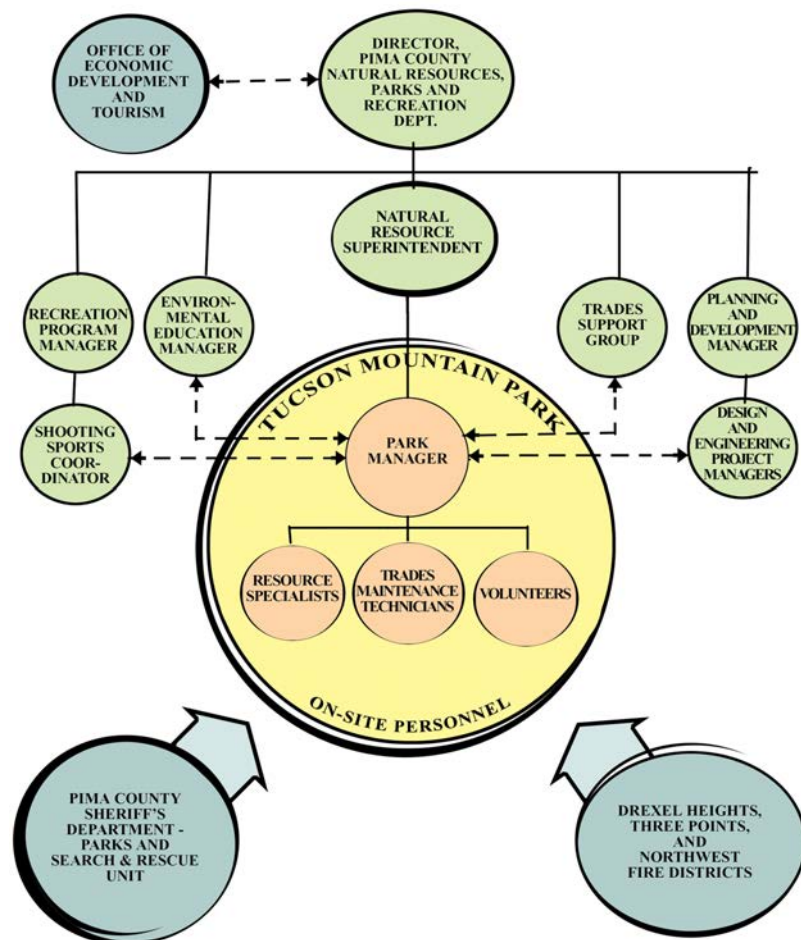 OFFICE OF
ECONOMIC
DEVELOPMENT
AND
TOURISM
DIRECTOR,
PIMA COUNTY
NATURAL RESOURCES,
PARKS AND
RECREATION
DEPT.
NATURAL
RESOURCE
SUPERINTENDENT
RECREATION
PROGRAM
MANAGER
ENVIRON-
MENTAL
EDUCATION
MANAGER
TRADES
SUPPORT
GROUP
PLANNING
AND
DEVELOPMENT
MANAGER
TUCSON MOUNTAIN PARK
SHOOTING
SPORTS
COOR-
DINATOR
PARK
MANAGER
DESIGN
AND
ENGINEERING
PROJECT
MANAGERS
RESOURCE
SPECIALISTS
TRADES
MAINTENANCE
TECHNICIANS
VOLUNTEERS
ON-SITE PERSONNEL
PIMA COUNTY
SHERIFF'S
DEPARTMENT -
PARKS AND
SEARCH & RESCUE
UNIT
DREXEL HEIGHTS,
THREE POINTS,
AND
NORTHWEST
FIRE DISTRICTS